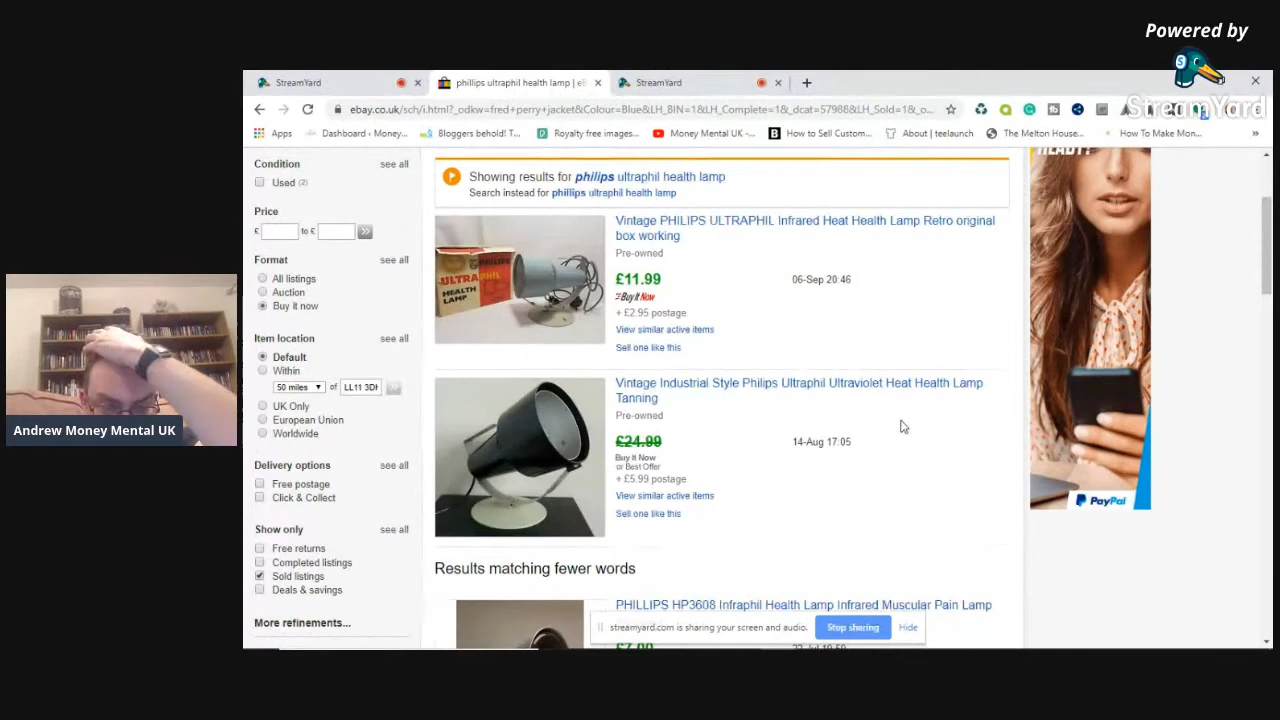 Powered by
StreamYard
StreamYard
phillips ultraphil health lamp | eB
StreamYard
ebay.co.uk/sch/i.html?_odkw=fred+perry+jacket&Colour=Blue&LH_BIN=1&LH_Complete=1&_dcat=57988&LH_Sold=1&_o...
Apps
Dashboard ‹ Money...
Bloggers behold! T...
Royalty free images...
Money Mental UK -...
How to Sell Custom...
About | teelaunch
The Melton House...
How To Make Mon...
Condition
see all
Used (2)
Price
£
to £
Format
see all
All listings
Auction
Buy it now
Item location
see all
Default
Within
50 miles
of
LL11 3DH
UK Only
European Union
Worldwide
Delivery options
see all
Free postage
Click & Collect
Show only
see all
Free returns
Completed listings
Sold listings
Deals & savings
More refinements...
Showing results for philips ultraphil health lamp
Search instead for phillips ultraphil health lamp
PHILIPS
ULTRAPHIL
HEALTH
LAMP
Vintage PHILIPS ULTRAPHIL Infrared Heat Health Lamp Retro original
box working
Pre-owned
£11.99
06-Sep 20:46
Buy It Now
+ £2.95 postage
View similar active items
Sell one like this
Vintage Industrial Style Philips Ultraphil Ultraviolet Heat Health Lamp
Tanning
Pre-owned
£24.99
14-Aug 17:05
Buy It Now
or Best Offer
+ £5.99 postage
View similar active items
Sell one like this
Results matching fewer words
PHILLIPS HP3608 Infraphil Health Lamp Infrared Muscular Pain Lamp
streamyard.com is sharing your screen and audio.
Stop sharing
Hide
£7.00
READY!
PayPal
Andrew Money Mental UK